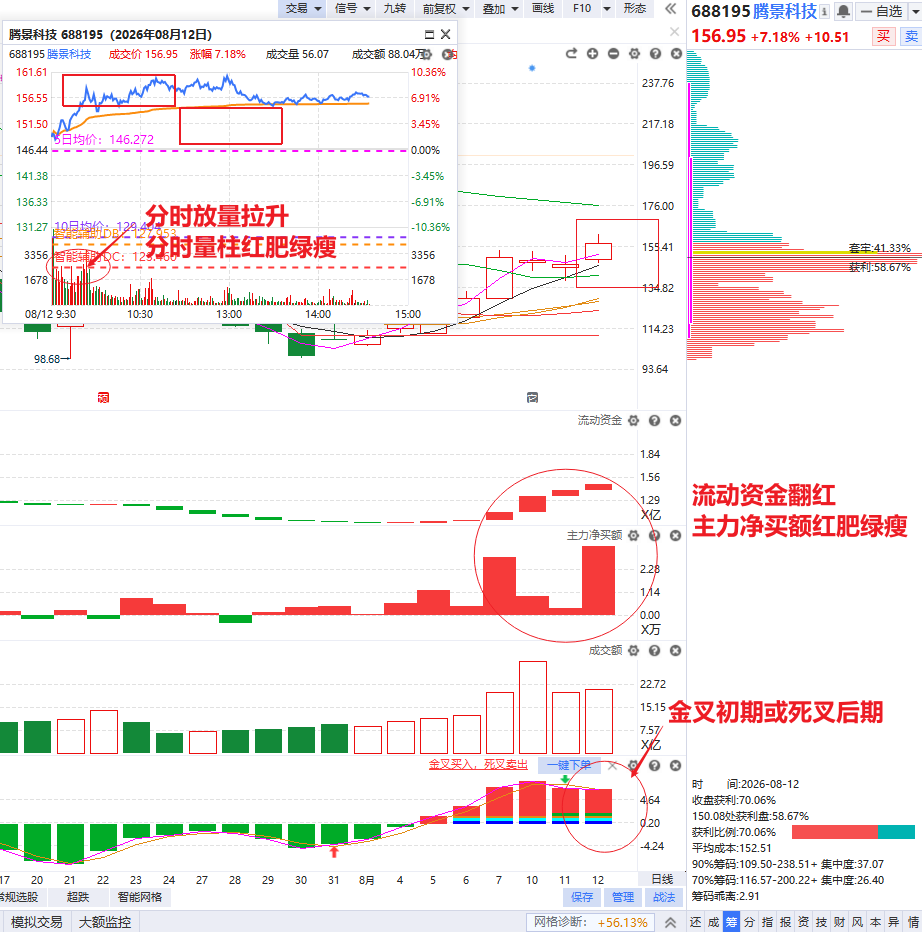 交易 信号 九转 前复权 叠加 画线 F10 形态
688195腾景科技 自选
156.95 +7.18% +10.51 买 卖
腾景科技 688195 (2026年08月12日)
688195 腾景科技 成交价 156.95 涨幅 7.18% 成交量 56.07 成交额 88.04万
161.61 10.36%
156.55 6.91%
151.50 3.45%
5日均价: 146.272
146.44 0.00%
141.38 -3.45%
136.33 -6.91%
131.27 -10.36%
3356 3356
1678 1678
08/12 9:30 10:30 13:00 14:00 15:00
分时放量拉升
分时量柱红肥绿瘦
237.76
217.18
196.59
176.00
155.41
134.82
114.23
93.64
98.68
套牢:41.33%
获利:58.67%
流动资金
1.84
1.56
1.29
X亿
流动资金翻红
主力净买额红肥绿瘦
主力净买额
2.28
1.14
0.00
X万
成交额
22.72
15.15
7.57
X亿
金叉初期或死叉后期
金叉买入，死叉卖出 一键下单
4.64
0.20
-4.24
17 20 21 22 23 24 27 28 29 30 31 8月 4 5 6 7 10 11 12 日线
时 间:2026-08-12
收盘获利:70.06%
150.08处获利盘:58.67%
获利比例:70.06%
平均成本:152.51
90%筹码:109.50-238.51+ 集中度:37.07
70%筹码:116.57-200.22+ 集中度:26.40
筹码乖离:2.91
常规选股 超跌 智能网格 保存 管理 战法
模拟交易 大额监控 网格诊断: +56.13%
还 成 筹 分 指 报 资 技 财 风 本 异 情